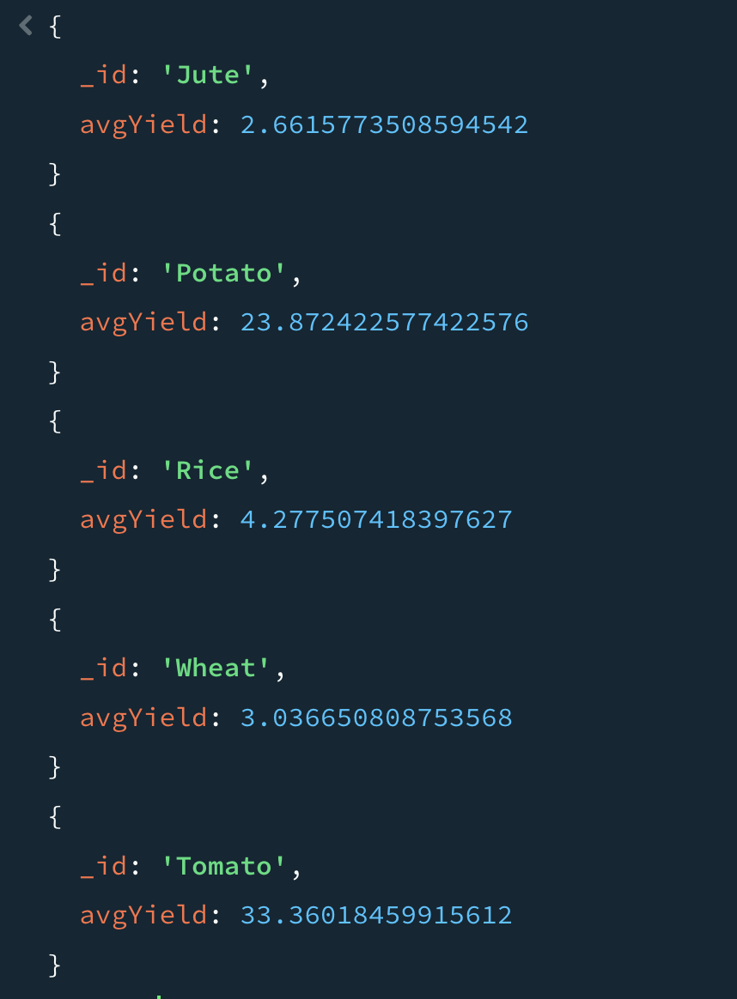 {
_id: 'Jute',
avgYield: 2.6615773508594542
}
{
_id: 'Potato',
avgYield: 23.872422577422576
}
{
_id: 'Rice',
avgYield: 4.277507418397627
}
{
_id: 'Wheat',
avgYield: 3.036650808753568
}
{
_id: 'Tomato',
avgYield: 33.36018459915612
}